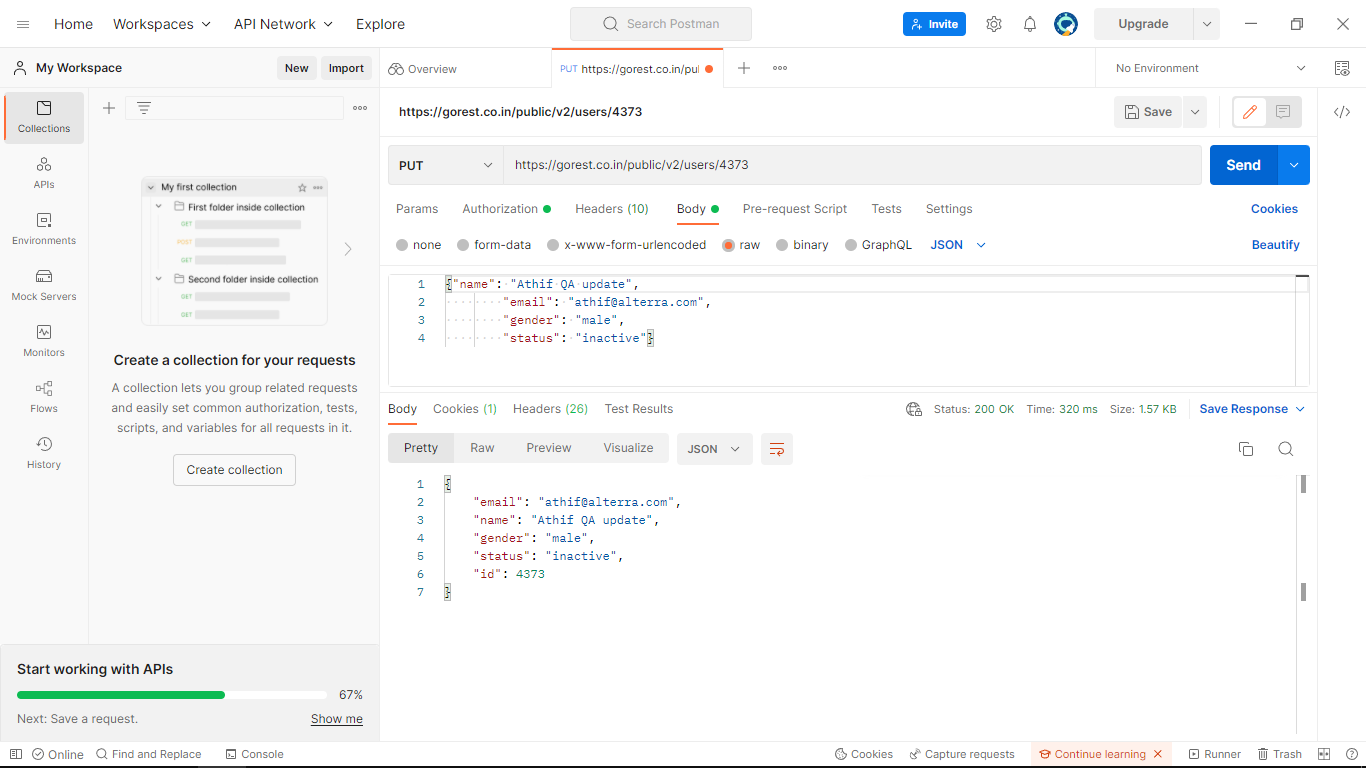 Home Workspaces API Network Explore Search Postman Invite Upgrade
My Workspace New Import Overview PUT https://gorest.co.in/pul No Environment
Collections
APIs
Environments
Mock Servers
Monitors
Flows
History
My first collection
First folder inside collection
GET
POST
GET
Second folder inside collection
GET
GET
Create a collection for your requests
A collection lets you group related requests
and easily set common authorization, tests,
scripts, and variables for all requests in it.
Create collection
Start working with APIs
67%
Next: Save a request. Show me
https://gorest.co.in/public/v2/users/4373 Save
PUT https://gorest.co.in/public/v2/users/4373 Send
Params Authorization Headers (10) Body Pre-request Script Tests Settings Cookies
none form-data x-www-form-urlencoded raw binary GraphQL JSON Beautify
1 {"name": "Athif QA update",
2 "email": "athif@alterra.com",
3 "gender": "male",
4 "status": "inactive"}
Body Cookies (1) Headers (26) Test Results Status: 200 OK Time: 320 ms Size: 1.57 KB Save Response
Pretty Raw Preview Visualize JSON
1 {
2 "email": "athif@alterra.com",
3 "name": "Athif QA update",
4 "gender": "male",
5 "status": "inactive",
6 "id": 4373
7 }
Online Find and Replace Console Cookies Capture requests Continue learning Runner Trash